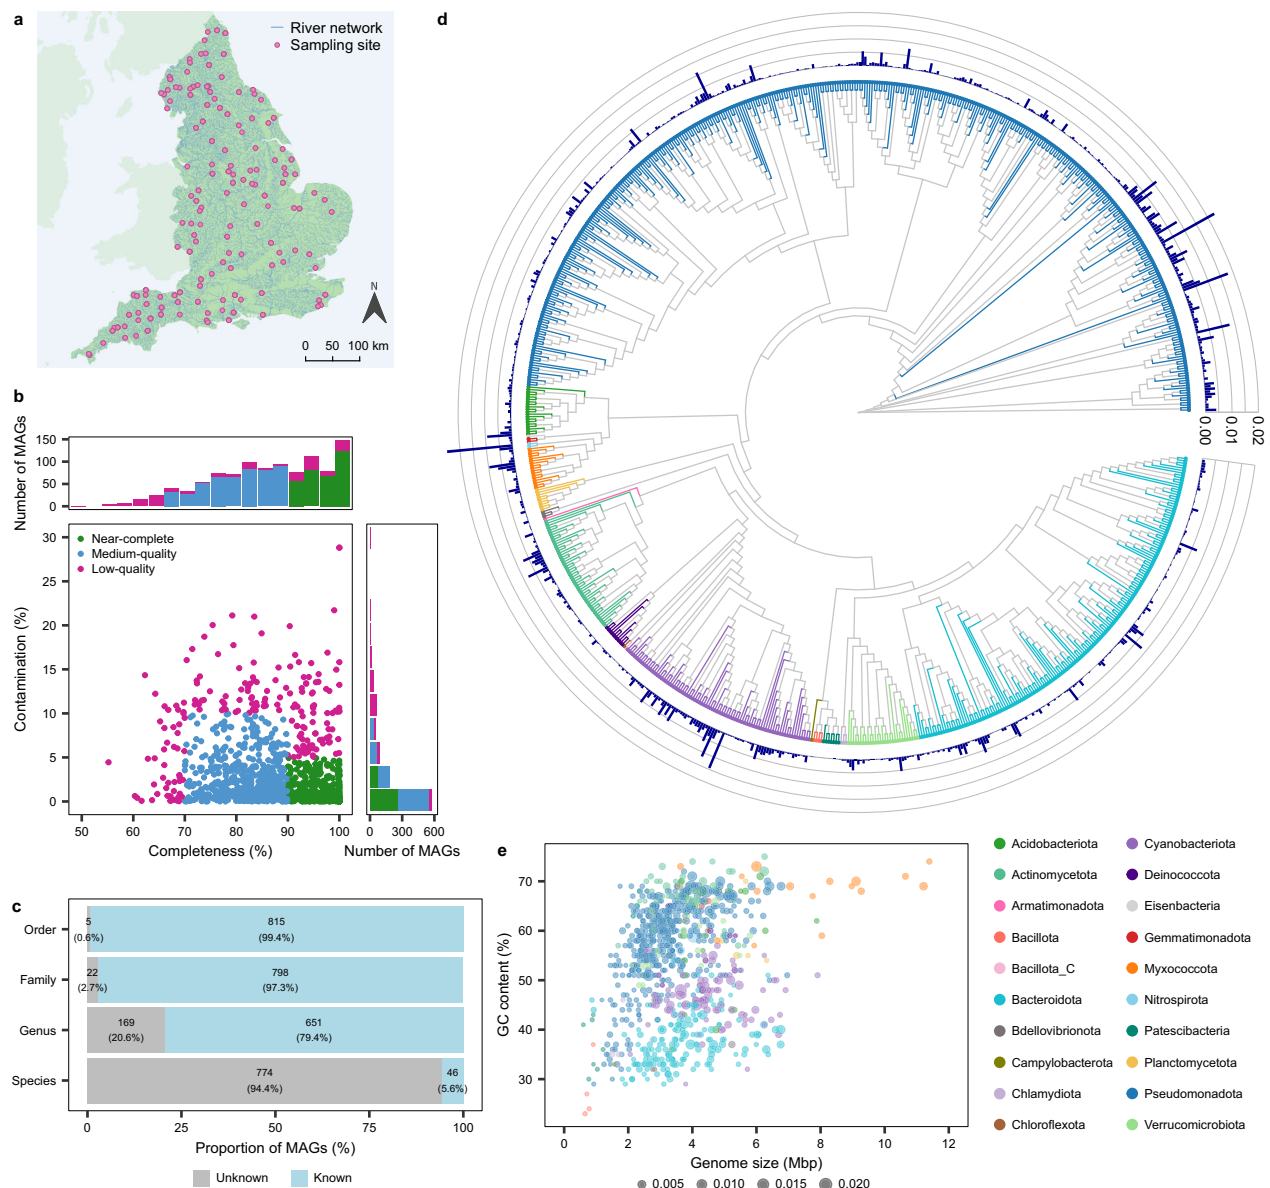 a
River network
Sampling site
N
0 50 100 km
b
Number of MAGs
150
100
50
0
Near-complete
Medium-quality
Low-quality
Contamination (%)
30
25
20
15
10
5
0
50 60 70 80 90 100
Completeness (%)
0 300 600
Number of MAGs
c
Order
5
(0.6%)
815
(99.4%)
Family
22
(2.7%)
798
(97.3%)
Genus
169
(20.6%)
651
(79.4%)
Species
774
(94.4%)
46
(5.6%)
0 25 50 75 100
Proportion of MAGs (%)
Unknown Known
d
0.00
0.01
0.02
e
GC content (%)
70
60
50
40
30
0 2 4 6 8 10 12
Genome size (Mbp)
0.005 0.010 0.015 0.020
Acidobacteriota
Actinomycetota
Armatimonadota
Bacillota
Bacillota_C
Bacteroidota
Bdellovibrionota
Campylobacterota
Chlamydiota
Chloroflexota
Cyanobacteriota
Deinococcota
Eisenbacteria
Gemmatimonadota
Myxococcota
Nitrospirota
Patescibacteria
Planctomycetota
Pseudomonadota
Verrucomicrobiota